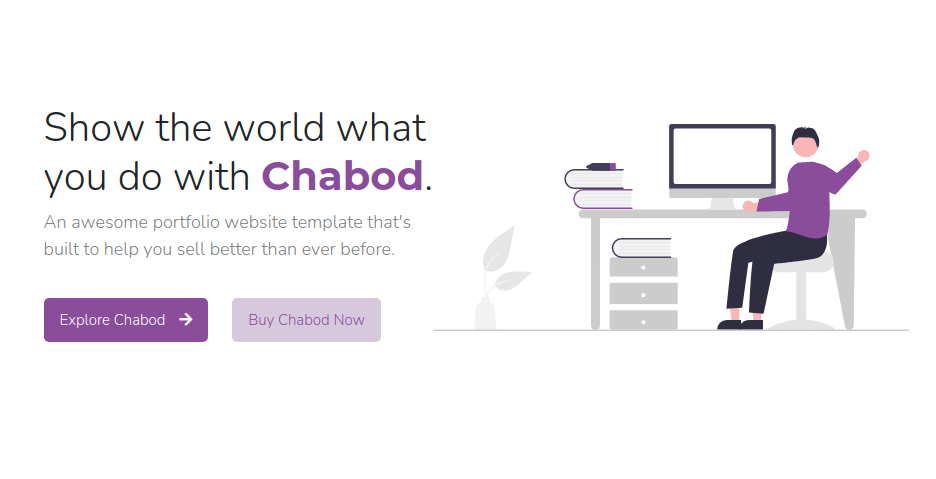 Show the world what
you do with Chabod.
An awesome portfolio website template that's
built to help you sell better than ever before.
Explore Chabod
Buy Chabod Now